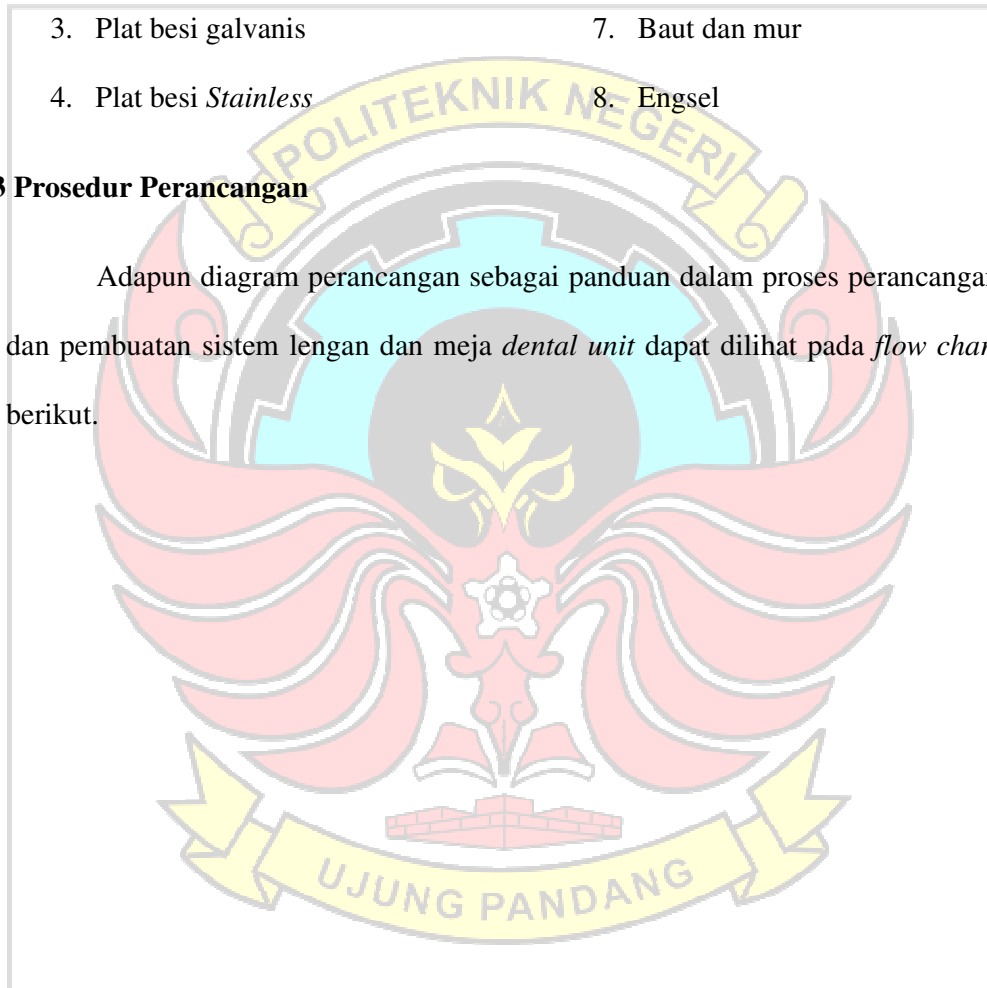 3. Plat besi galvanis 7. Baut dan mur
4. Plat besi Stainless 8. Engsel
POLITEKNIK NEGERI
3 Prosedur Perancangan
Adapun diagram perancangan sebagai panduan dalam proses perancangan
dan pembuatan sistem lengan dan meja dental unit dapat dilihat pada flow char
berikut.
UJUNG PANDANG